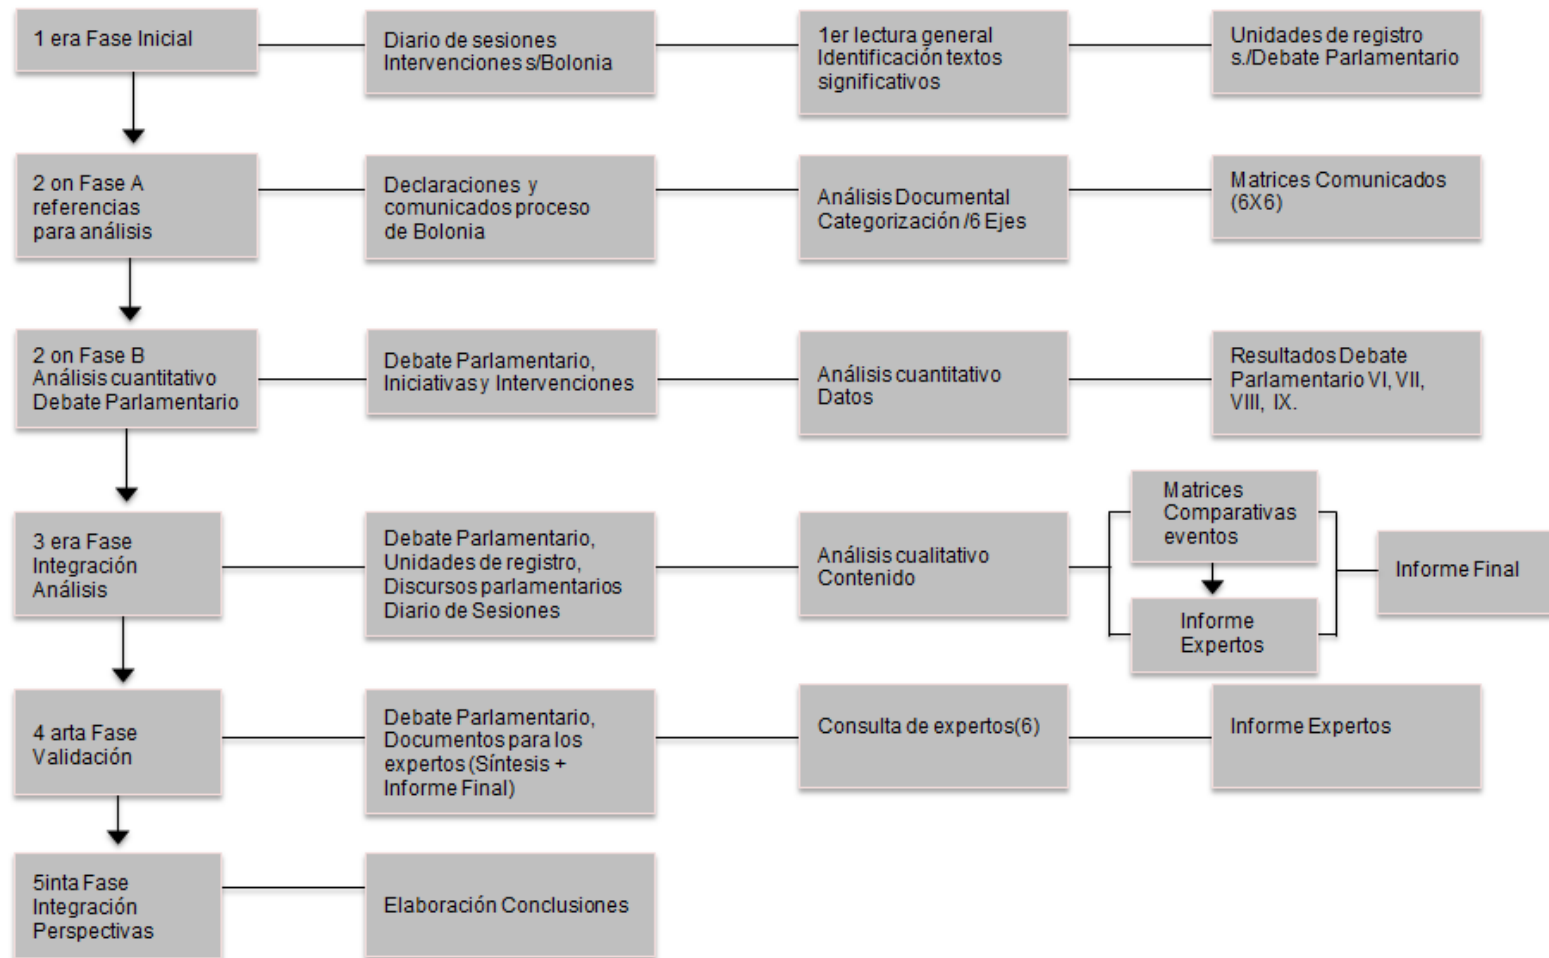 1 era Fase Inicial
Diario de sesiones
Intervenciones s/Bolonia
1er lectura general
Identificación textos
significativos
Unidades de registro
s./Debate Parlamentario
2 on Fase A
referencias
para análisis
Declaraciones y
comunicados proceso
de Bolonia
Análisis Documental
Categorización /6 Ejes
Matrices Comunicados
(6X6)
2 on Fase B
Análisis cuantitativo
Debate Parlamentario
Debate Parlamentario,
Iniciativas y Intervenciones
Análisis cuantitativo
Datos
Resultados Debate
Parlamentario VI, VII,
VIII, IX.
3 era Fase
Integración
Análisis
Debate Parlamentario,
Unidades de registro,
Discursos parlamentarios
Diario de Sesiones
Análisis cualitativo
Contenido
Matrices
Comparativas
eventos
Informe
Expertos
Informe Final
4 arta Fase
Validación
Debate Parlamentario,
Documentos para los
expertos (Síntesis +
Informe Final)
Consulta de expertos(6)
Informe Expertos
5inta Fase
Integración
Perspectivas
Elaboración Conclusiones